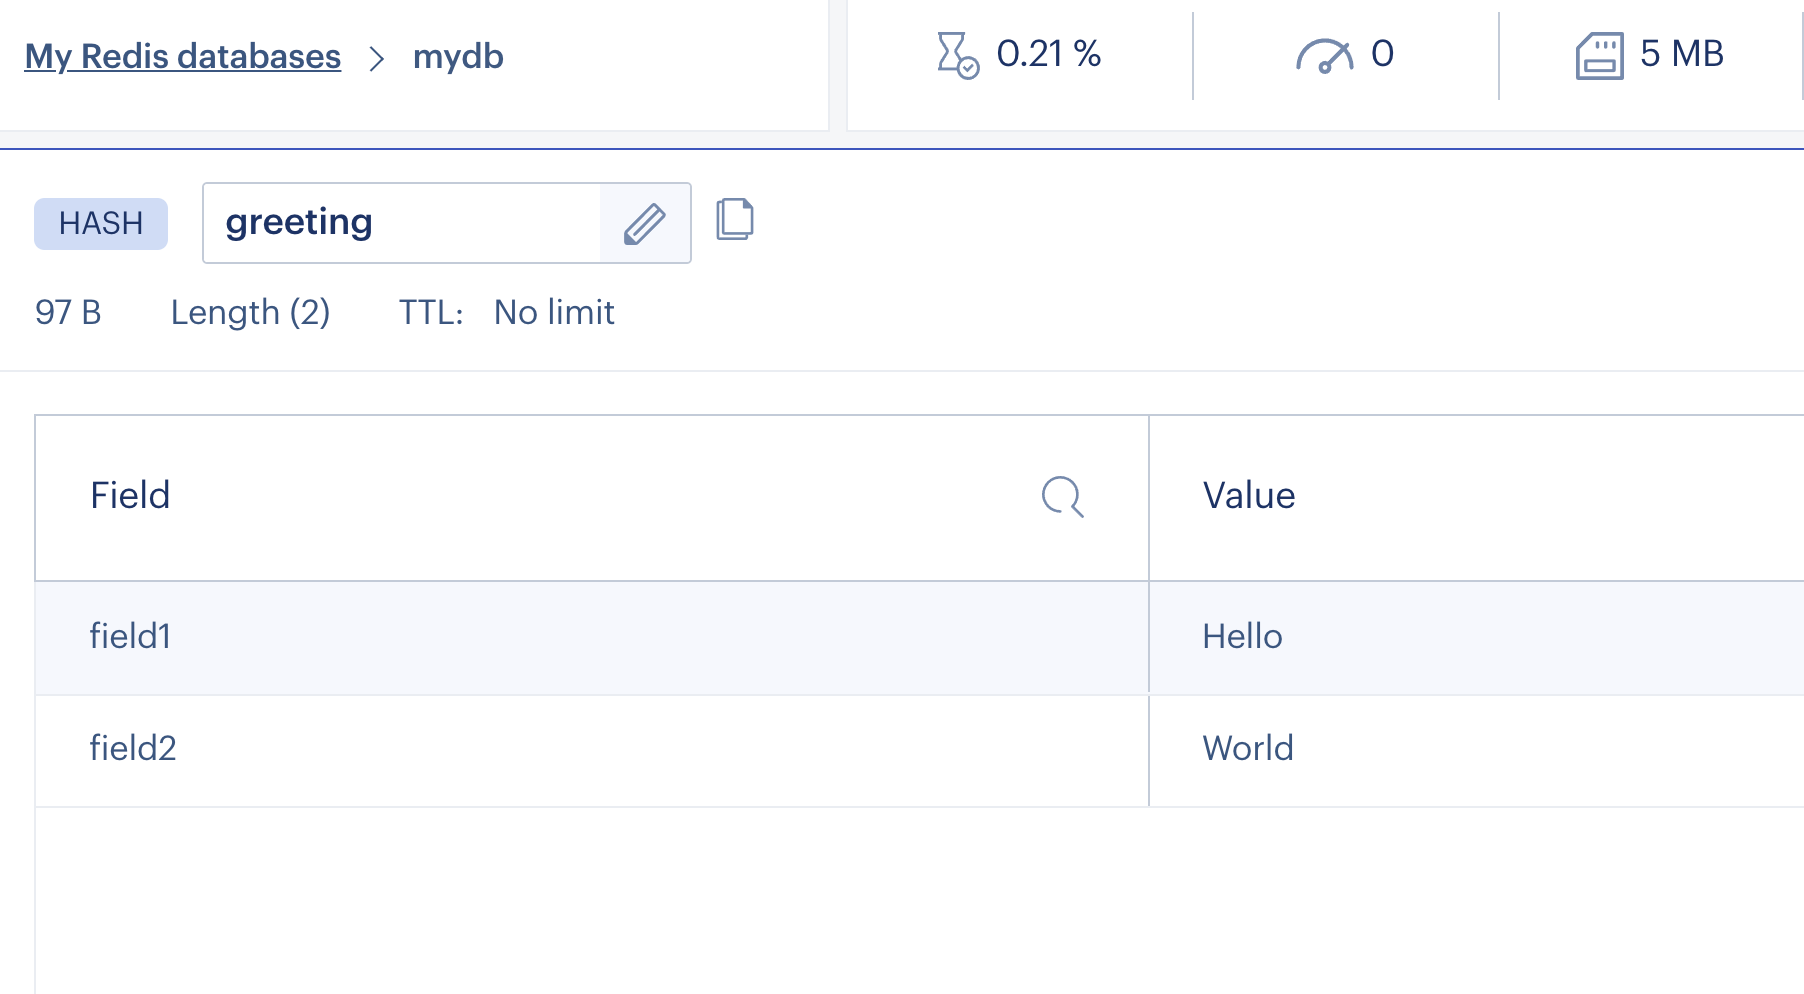 My Redis databases > mydb
0.21 %
0
5 MB
HASH
greeting
97 B Length (2) TTL: No limit
Field Value
field1 Hello
field2 World